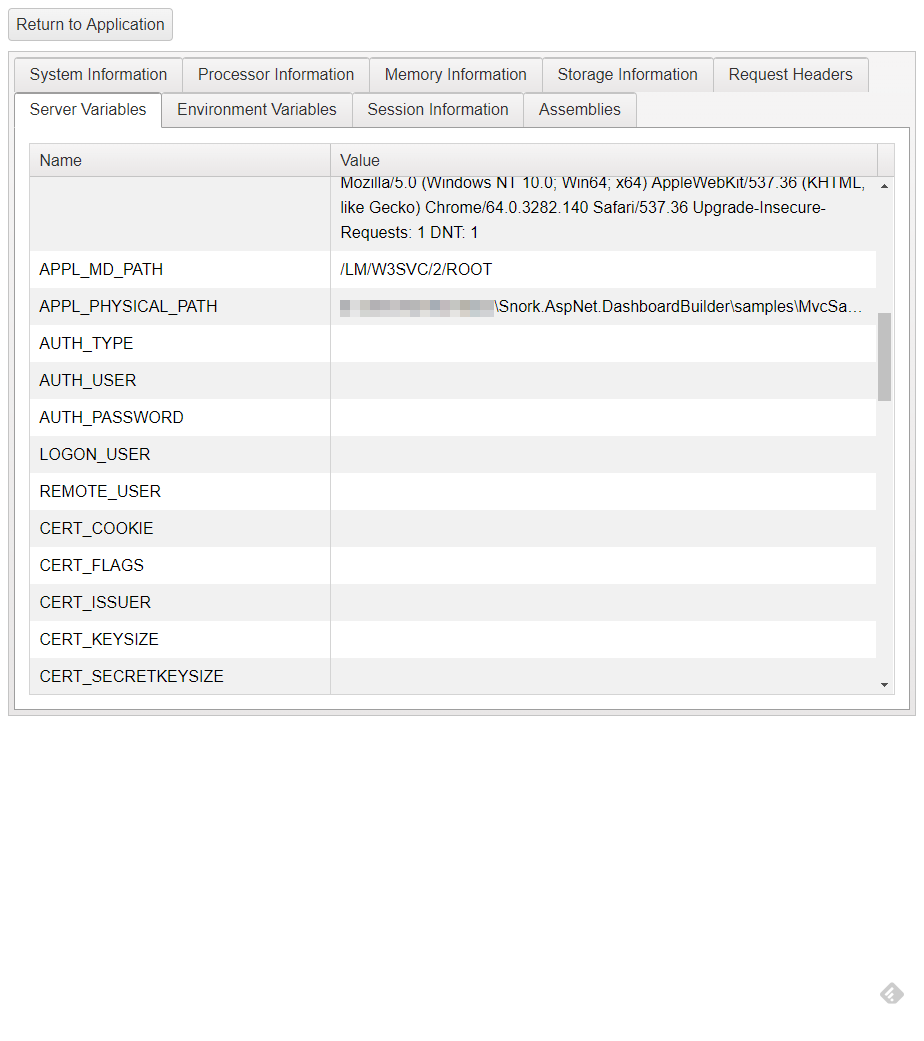 Return to Application
System Information Processor Information Memory Information Storage Information Request Headers
Server Variables Environment Variables Session Information Assemblies
Name Value
Mozilla/5.0 (Windows NT 10.0; Win64; x64) AppleWebKit/537.36 (KHTML,
like Gecko) Chrome/64.0.3282.140 Safari/537.36 Upgrade-Insecure-
Requests: 1 DNT: 1
APPL_MD_PATH /LM/W3SVC/2/ROOT
APPL_PHYSICAL_PATH \Snork.AspNet.DashboardBuilder\samples\MvcSa…
AUTH_TYPE
AUTH_USER
AUTH_PASSWORD
LOGON_USER
REMOTE_USER
CERT_COOKIE
CERT_FLAGS
CERT_ISSUER
CERT_KEYSIZE
CERT_SECRETKEYSIZE